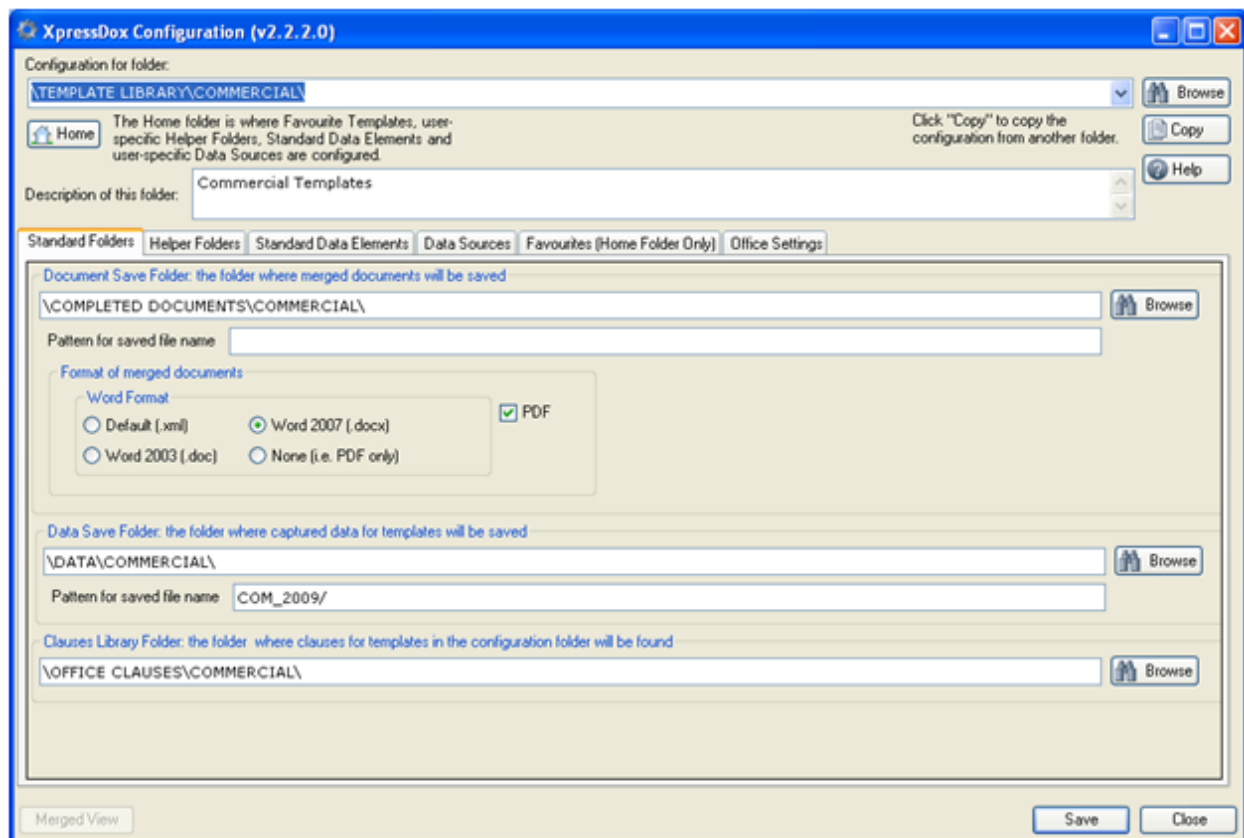 XpressDox Configuration (v2.2.2.0)
Configuration for folder:
\TEMPLATE LIBRARY\COMMERCIAL\
Browse
Home
The Home folder is where Favourite Templates, user-
specific Helper Folders, Standard Data Elements and
user-specific Data Sources are configured.
Click "Copy" to copy the
configuration from another folder.
Copy
Help
Description of this folder:
Commercial Templates
Standard Folders Helper Folders Standard Data Elements Data Sources Favourites (Home Folder Only) Office Settings
Document Save Folder: the folder where merged documents will be saved
\COMPLETED DOCUMENTS\COMMERCIAL\
Browse
Pattern for saved file name
Format of merged documents
Word Format
Default (.xml) Word 2007 (.docx)
PDF
Word 2003 (.doc) None (i.e. PDF only)
Data Save Folder: the folder where captured data for templates will be saved
\DATA\COMMERCIAL\
Browse
Pattern for saved file name COM_2009/
Clauses Library Folder: the folder where clauses for templates in the configuration folder will be found
\OFFICE CLAUSES\COMMERCIAL\
Browse
Merged View
Save
Close